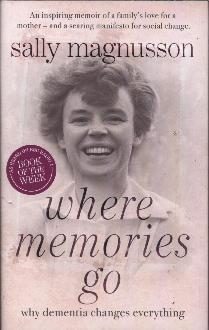 An inspiring memoir of a family's love for a
mother – and a searing manifesto for social change.
sally magnusson
BOOK
OF THE
WEEK
where
memories
go
why dementia changes everything